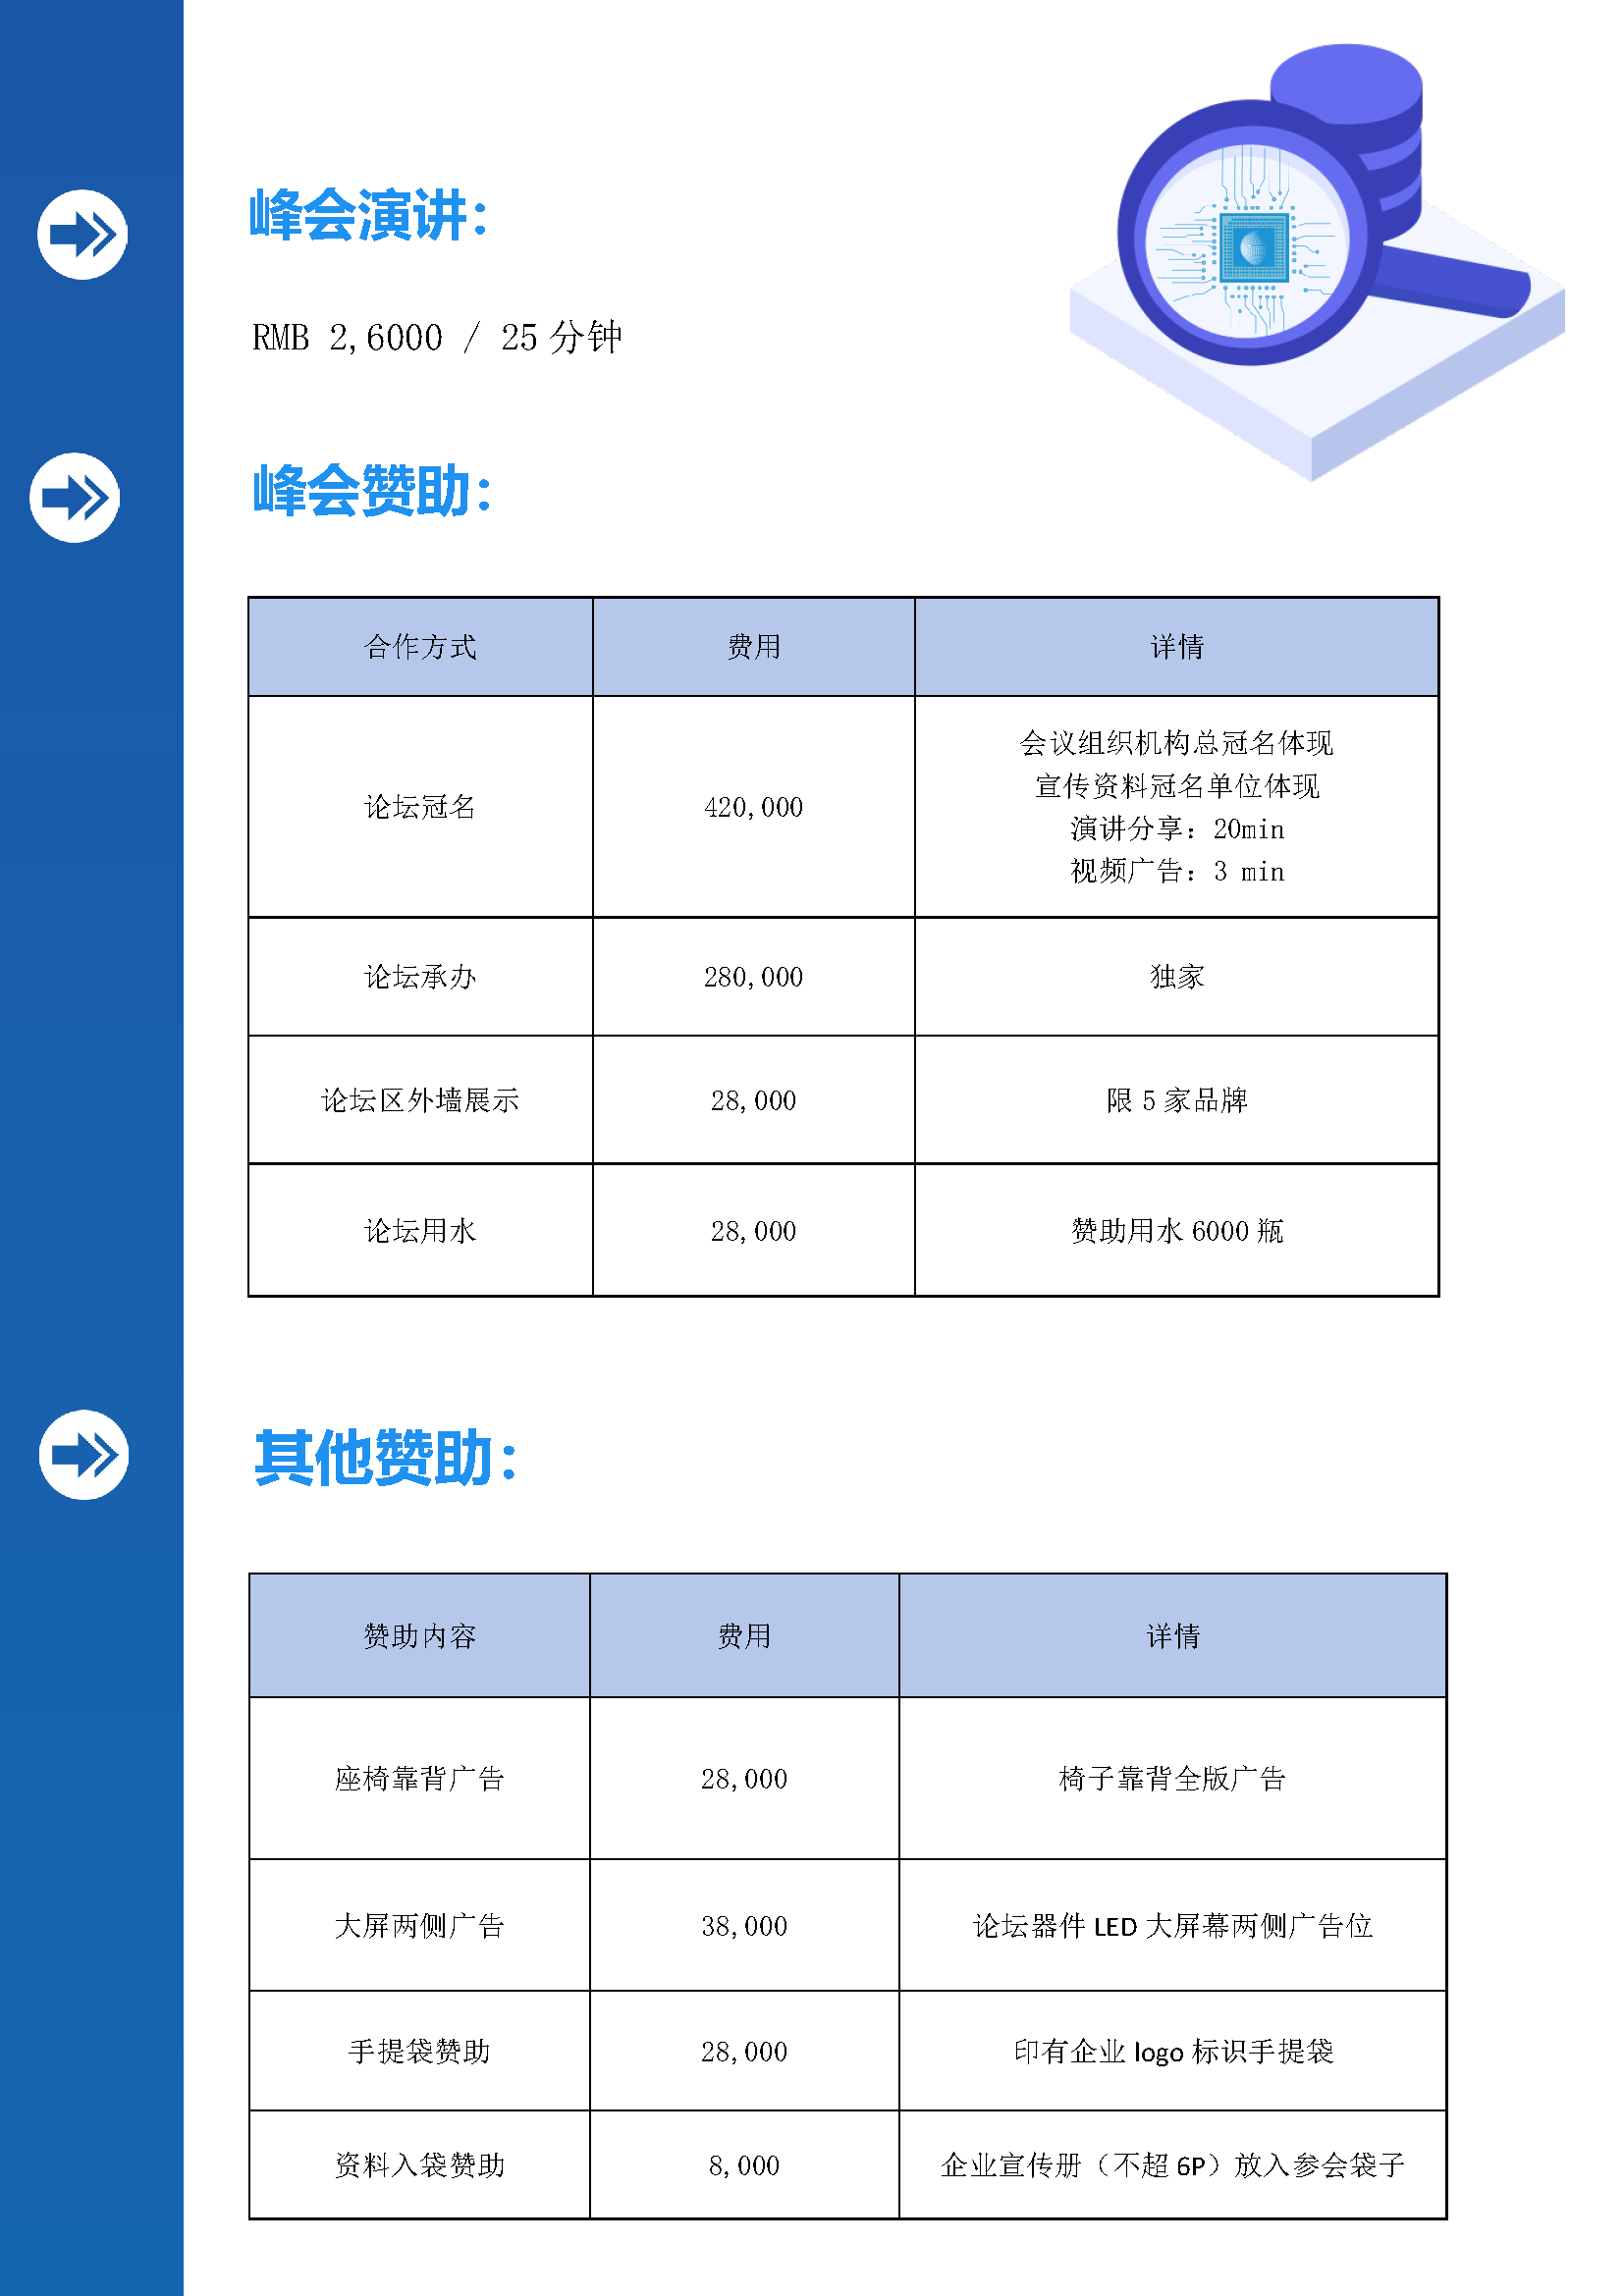 峰会演讲：
RMB 2,6000 / 25 分钟
峰会赞助：
合作方式 费用 详情
论坛冠名 420,000 会议组织机构总冠名体现
宣传资料冠名单位体现
演讲分享：20min
视频广告：3 min
论坛承办 280,000 独家
论坛区外墙展示 28,000 限 5 家品牌
论坛用水 28,000 赞助用水 6000 瓶
其他赞助：
赞助内容 费用 详情
座椅靠背广告 28,000 椅子靠背全版广告
大屏两侧广告 38,000 论坛器件 LED 大屏幕两侧广告位
手提袋赞助 28,000 印有企业 logo 标识手提袋
资料入袋赞助 8,000 企业宣传册（不超 6P）放入参会袋子